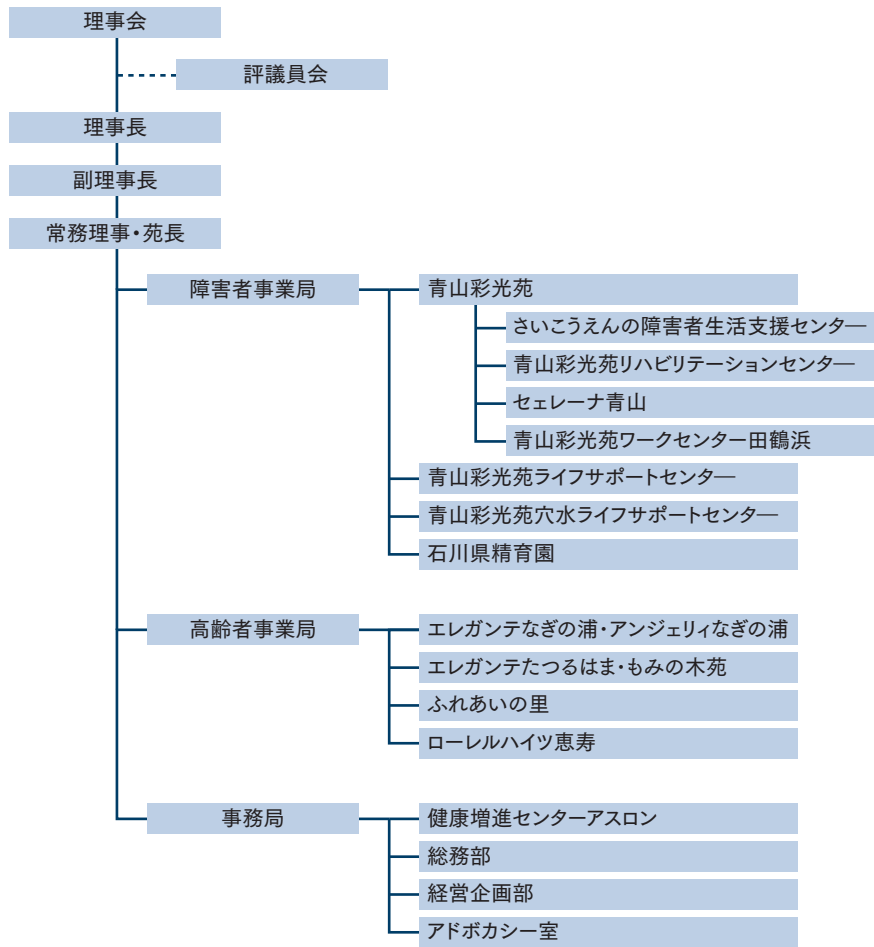 理事会
評議員会
理事長
副理事長
常務理事・苑長
障害者事業局
青山彩光苑
さいこうえんの障害者生活支援センター
青山彩光苑リハビリテーションセンター
セェレーナ青山
青山彩光苑ワークセンター田鶴浜
青山彩光苑ライフサポートセンター
青山彩光苑穴水ライフサポートセンター
石川県精育園
高齢者事業局
エレガンテなぎの浦・アンジェリィなぎの浦
エレガンテたつるはま・もみの木苑
ふれあいの里
ローレルハイツ恵寿
事務局
健康増進センターアスロン
総務部
経営企画部
アドボカシー室